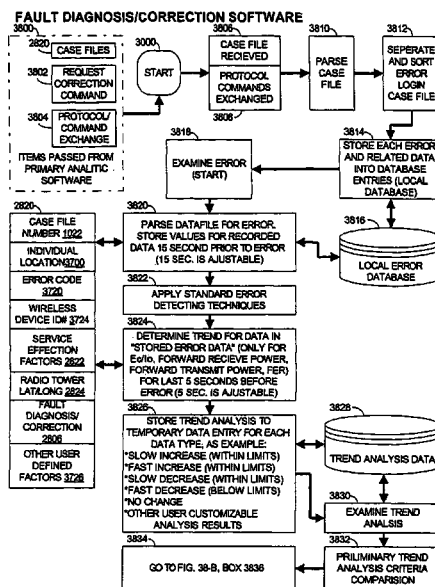 FAULT DIAGNOSIS/CORRECTION SOFTWARE
3800
2820
CASE FILES
3802
REQUEST
CORRECTION
COMMAND
3804
PROTOCOL/
COMMAND
EXCHANGE
ITEMS PASSED FROM
PRIMARY ANALITIC
SOFTWARE
3000
START
3806
CASE FILE
RECIEVED
PROTOCOL
COMMANDS
EXCHANGED
3808
3810
PARSE
CASE
FILE
3812
SEPERATE
AND SORT
ERROR
LOGIN
CASE FILE
3814
STORE EACH ERROR
AND RELATED DATA
INTO DATABASE
ENTRIES (LOCAL
DATABASE)
3816
LOCAL ERROR
DATABASE
3818
EXAMINE ERROR
(START)
3820
PARSE DATAFILE FOR ERROR.
STORE VALUES FOR RECORDED
DATA 15 SECOND PRIOR TO ERROR
(15 SEC. IS AJUSTABLE)
3822
APPLY STANDARD ERROR
DETECTING TECHNIQUES
3824
DETERMINE TREND FOR DATA IN
"STORED ERROR DATA" (ONLY FOR
Ec/Io, FORWARD RECIEVE POWER,
FORWARD TRANSMIT POWER, FER)
FOR LAST 5 SECONDS BEFORE
ERROR (5 SEC. IS AJUSTABLE)
2820
CASE FILE
NUMBER 1022
INDIVIDUAL
LOCATION 3700
ERROR CODE
3720
WIRELESS
DEVICE ID# 3724
SERVICE
EFFECTION
FACTORS 2822
RADIO TOWER
LAT/LONG 2824
FAULT
DIAGNOSIS/
CORRECTION
2806
OTHER USER
DEFINED
FACTORS 3726
3826
STORE TREND ANALYSIS TO
TEMPORARY DATA ENTRY FOR EACH
DATA TYPE, AS EXAMPLE:
*SLOW INCREASE (WITHIN LIMITS)
*FAST INCREASE (WITHIN LIMITS)
*SLOW DECREASE (WITHIN LIMITS)
*FAST DECREASE (BELOW LIMITS)
*NO CHANGE
*OTHER USER CUSTOMIZABLE
ANALYSIS RESULTS
3828
TREND ANALYSIS DATA
3830
EXAMINE TREND
ANALSIS
3832
PRILIMINARY TREND
ANALYSIS CRITERIA
COMPARISION
3834
GO TO FIG. 38-B, BOX 3836